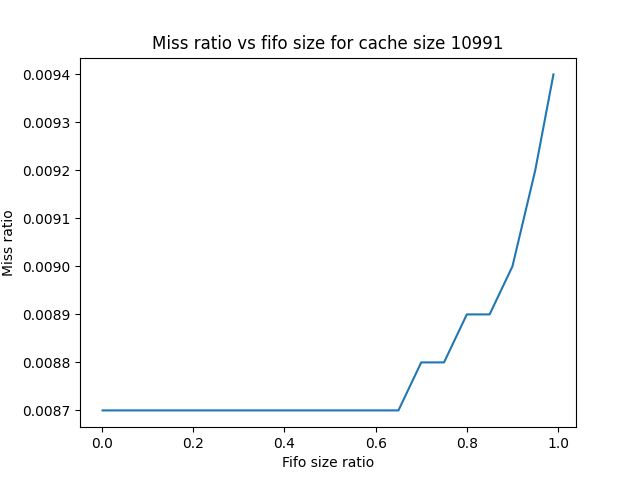 Miss ratio vs fifo size for cache size 10991
0.0094
0.0093
0.0092
0.0091
0.0090
0.0089
0.0088
0.0087
Miss ratio
0.0 0.2 0.4 0.6 0.8 1.0
Fifo size ratio